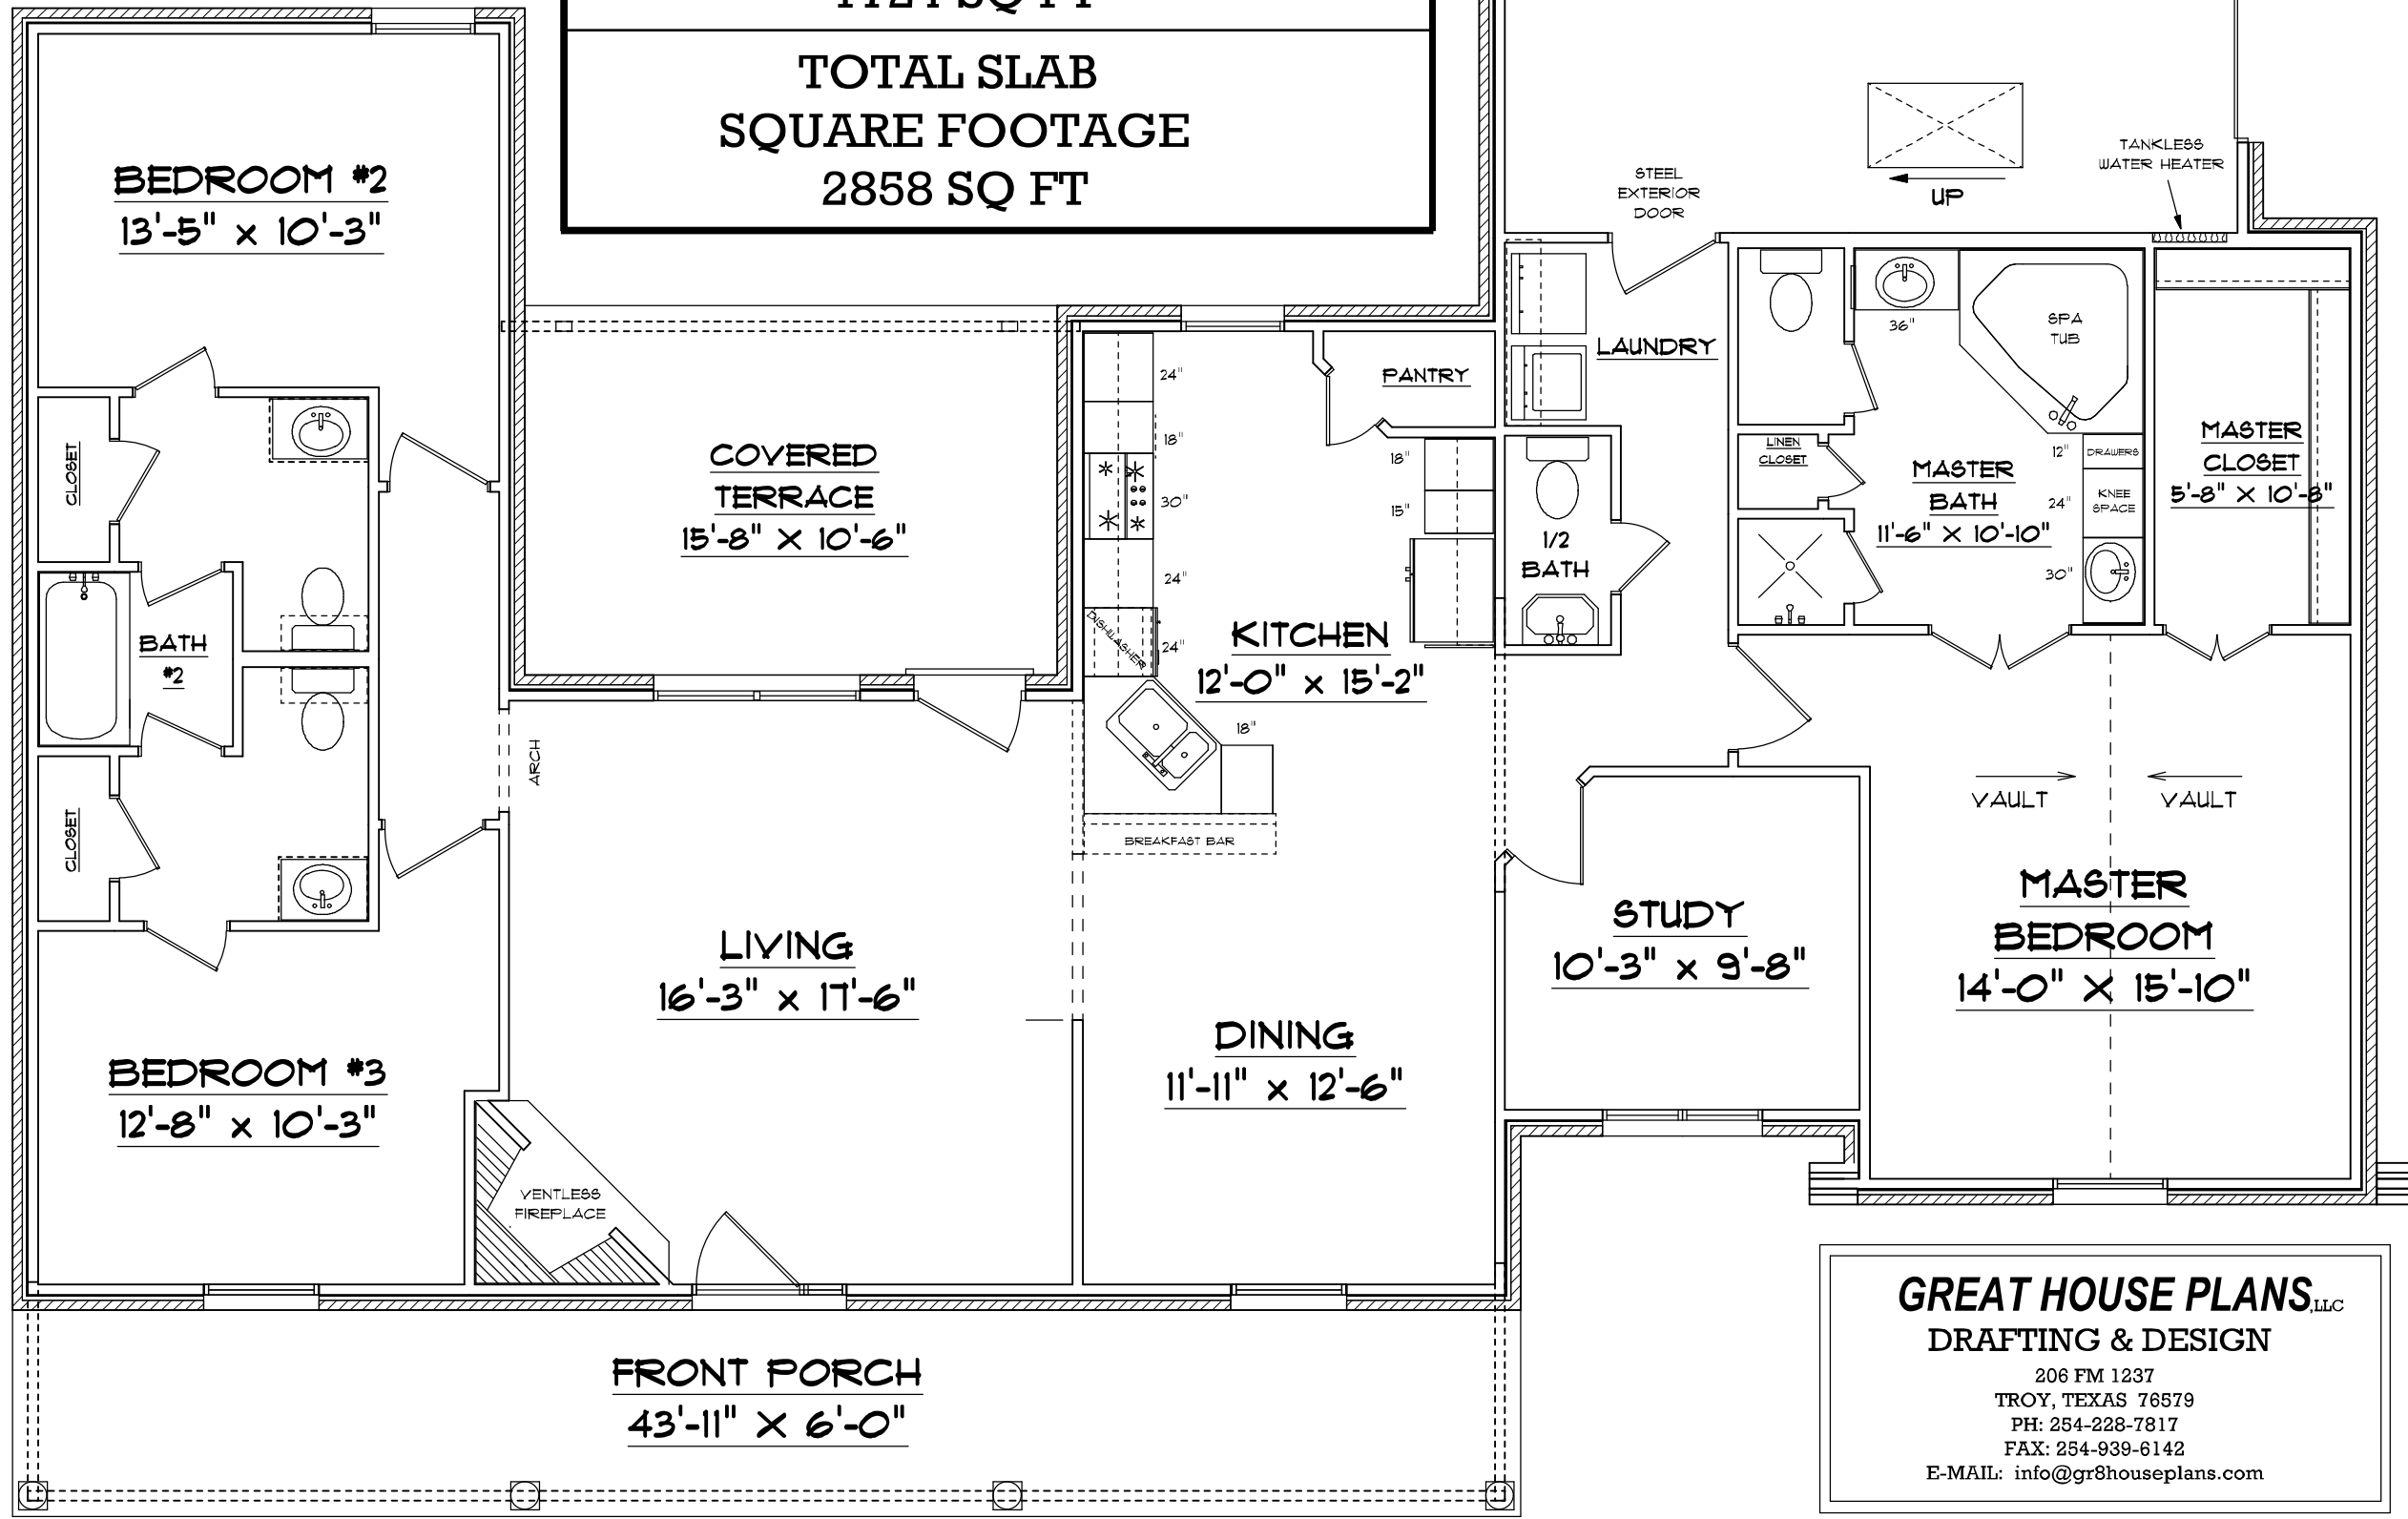 TOTAL SLAB
SQUARE FOOTAGE
2858 SQ FT
BEDROOM #2
13'-5" x 10'-3"
STEEL
EXTERIOR
DOOR
UP
TANKLESS
WATER HEATER
CLOSET
COVERED
TERRACE
15'-8" X 10'-6"
24"
18"
30"
24"
DISHWASHER
24"
18"
PANTRY
18"
15"
KITCHEN
12'-0" x 15'-2"
BREAKFAST BAR
LAUNDRY
1/2
BATH
36"
SPA
TUB
LINEN
CLOSET
MASTER
BATH
11'-6" X 10'-10"
12"
DRAWERS
24"
KNEE
SPACE
30"
MASTER
CLOSET
5'-8" X 10'-8"
BATH
#2
CLOSET
ARCH
VAULT
VAULT
LIVING
16'-3" x 17'-6"
STUDY
10'-3" x 9'-8"
MASTER
BEDROOM
14'-0" X 15'-10"
BEDROOM #3
12'-8" x 10'-3"
DINING
11'-11" x 12'-6"
VENTLESS
FIREPLACE
FRONT PORCH
43'-11" X 6'-0"
GREAT HOUSE PLANS,LLC
DRAFTING & DESIGN
206 FM 1237
TROY, TEXAS 76579
PH: 254-228-7817
FAX: 254-939-6142
E-MAIL: info@gr8houseplans.com